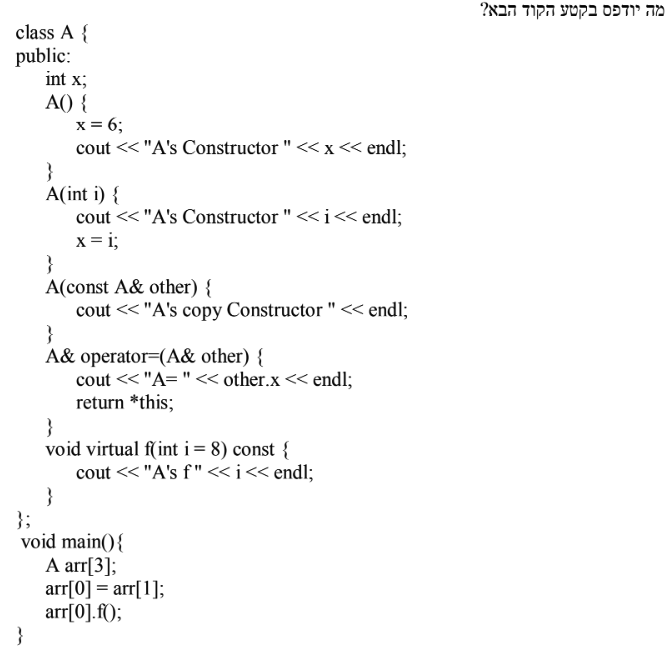 מה יודפס בקטע הקוד הבא?
class A {
public:
int x;
A() {
x = 6;
cout << "A's Constructor " << x << endl;
}
A(int i) {
cout << "A's Constructor " << i << endl;
x = i;
}
A(const A& other) {
cout << "A's copy Constructor " << endl;
}
A& operator=(A& other) {
cout << "A= " << other.x << endl;
return *this;
}
void virtual f(int i = 8) const {
cout << "A's f " << i << endl;
}
};
void main(){
A arr[3];
arr[0] = arr[1];
arr[0].f();
}